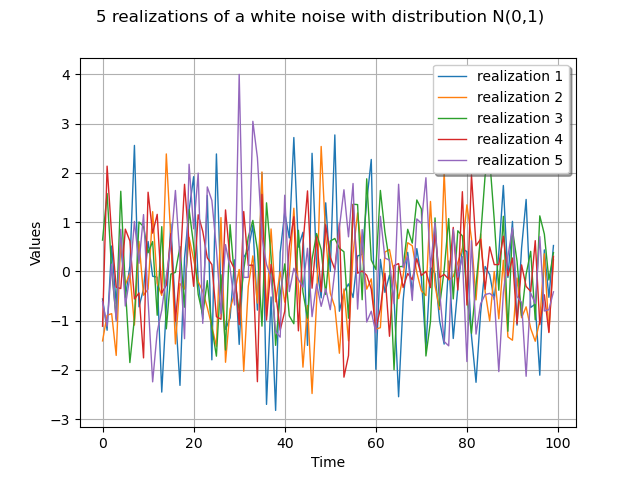 5 realizations of a white noise with distribution N(0,1)
realization 1
realization 2
realization 3
realization 4
realization 5
Values
4
3
2
1
0
−1
−2
−3
0 20 40 60 80 100
Time